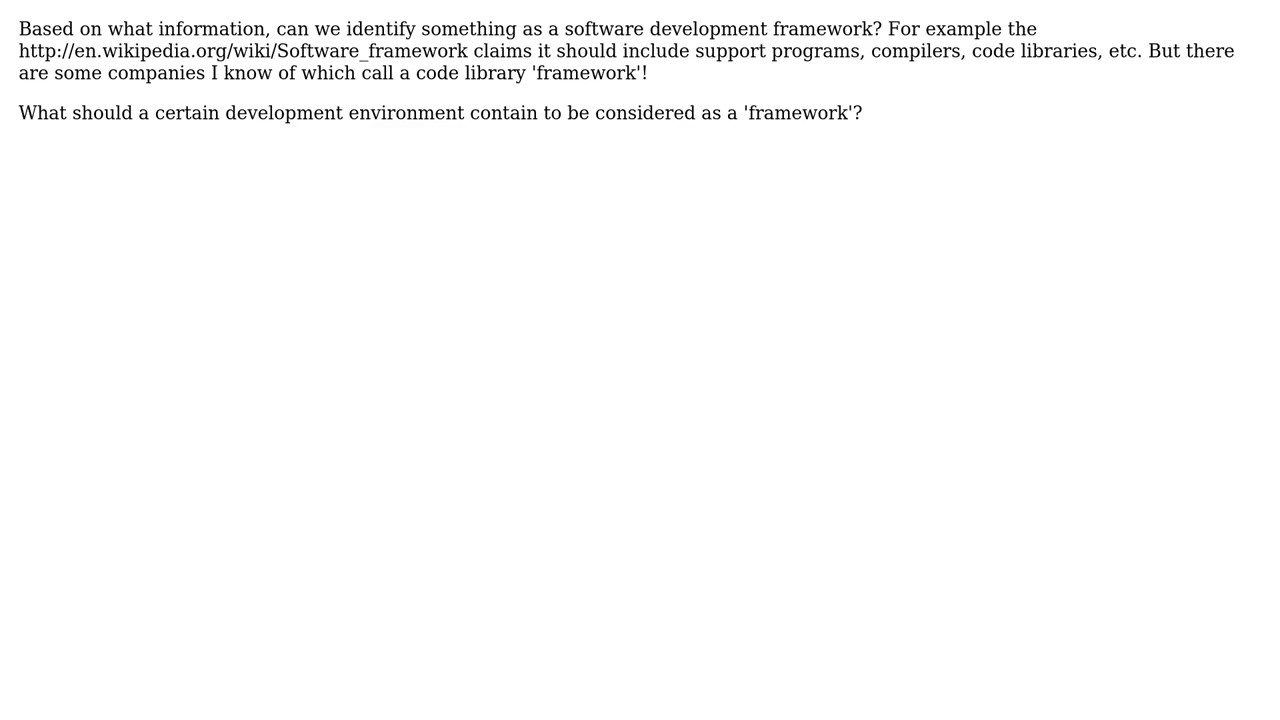 Based on what information, can we identify something as a software development framework? For example the
http://en.wikipedia.org/wiki/Software_framework claims it should include support programs, compilers, code libraries, etc. But there
are some companies I know of which call a code library 'framework'!
What should a certain development environment contain to be considered as a 'framework'?